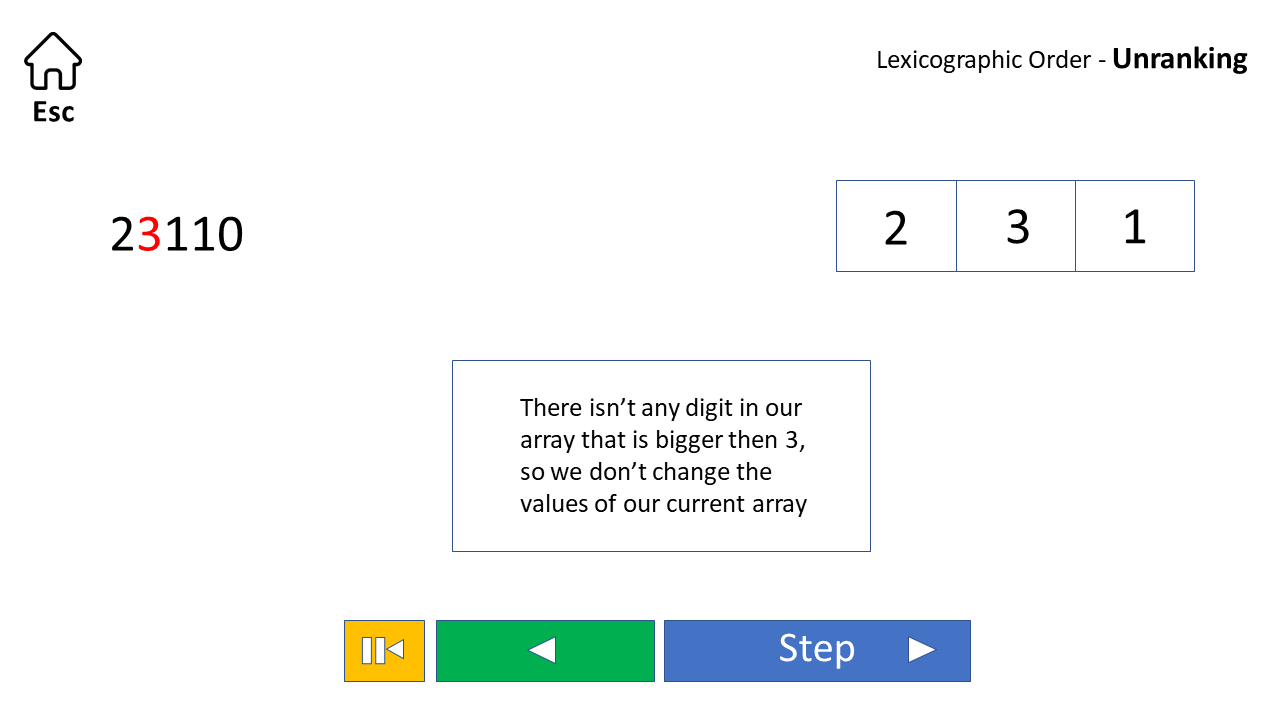 Lexicographic Order - Unranking
Esc
23110
2 3 1
There isn’t any digit in our
array that is bigger then 3,
so we don’t change the
values of our current array
Step